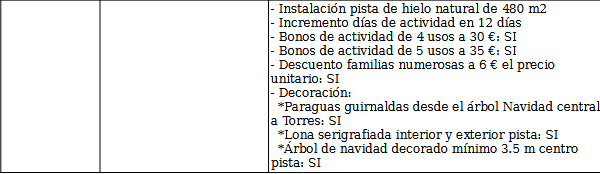 - Instalación pista de hielo natural de 480 m2
- Incremento días de actividad en 12 días
- Bonos de actividad de 4 usos a 30 €: SI
- Bonos de actividad de 5 usos a 35 €: SI
- Descuento familias numerosas a 6 € el precio
unitario: SI
- Decoración:
*Paraguas guirnaldas desde el árbol Navidad central
a Torres: SI
*Lona serigrafiada interior y exterior pista: SI
*Árbol de navidad decorado mínimo 3.5 m centro
pista: SI